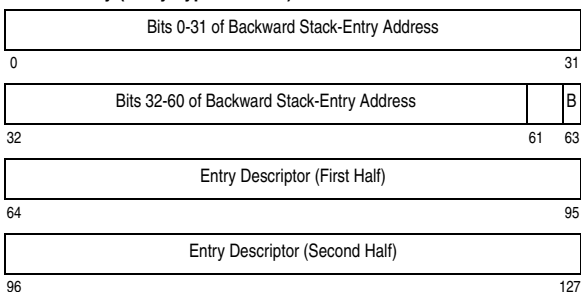 Bits 0-31 of Backward Stack-Entry Address
0 31
Bits 32-60 of Backward Stack-Entry Address B
32 61 63
Entry Descriptor (First Half)
64 95
Entry Descriptor (Second Half)
96 127